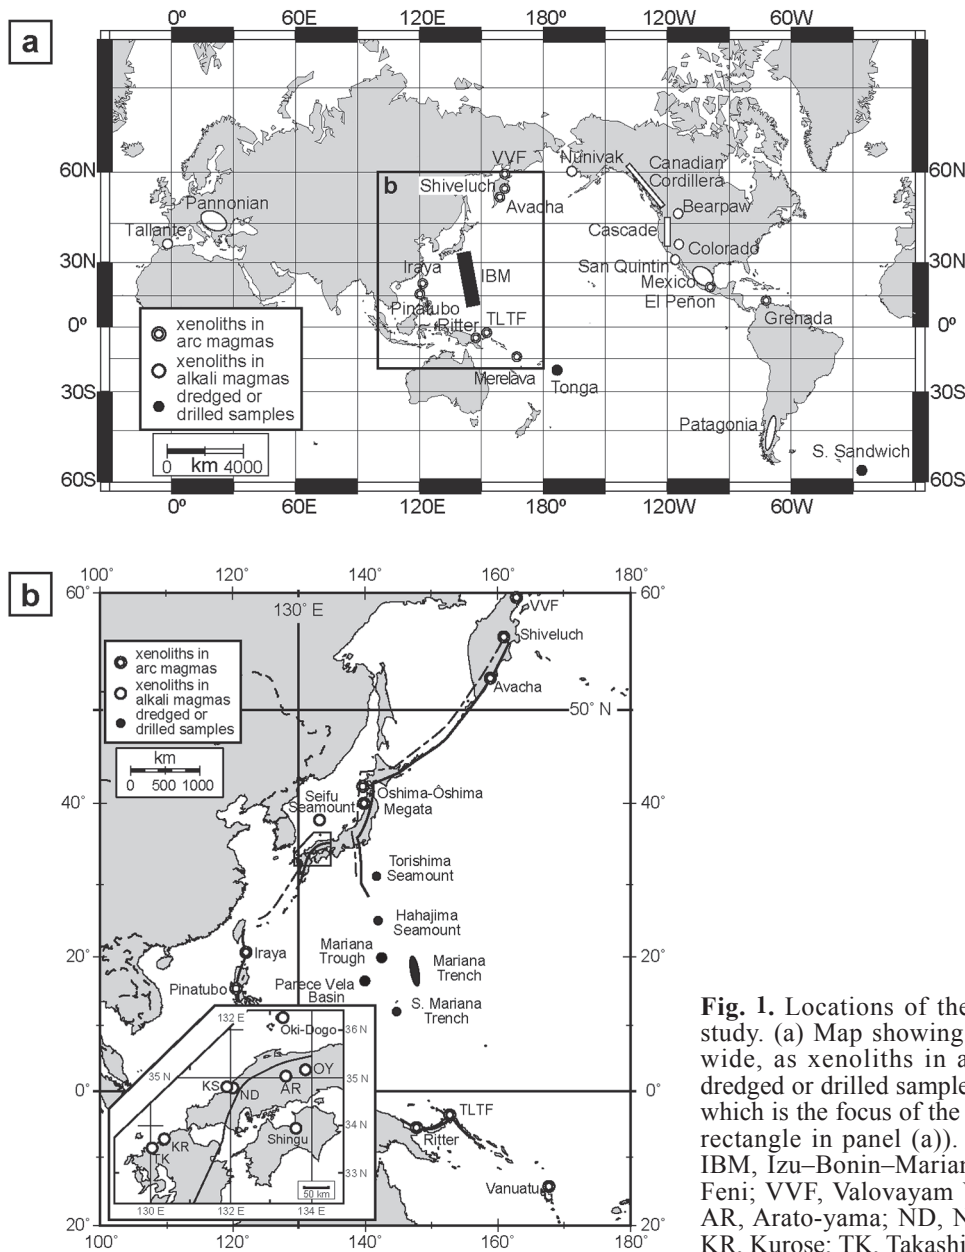 a
0° 60E 120E 180° 120W 60W
60N 60N
30N 30N
0° 0°
30S 30S
60S 60S
VVF
Nunivak
Canadian
Cordillera
b
Shiveluch
Avacha
Bearpaw
Pannonian
Tallante
Cascade
Colorado
San Quintin
Iraya
IBM
Mexico
El Peñon
Pinatubo
Ritter
TLTF
Grenada
Merelava
Tonga
Patagonia
S. Sandwich
xenoliths in
arc magmas
xenoliths in
alkali magmas
dredged or
drilled samples
0 km 4000
0° 60E 120E 180° 120W 60W
b
100 120 140 160 180°
60° 60°
130° E
VVF
Shiveluch
Avacha
50° N
xenoliths in
arc magmas
xenoliths in
alkali magmas
dredged or
drilled samples
km
0 500 1000
40° 40°
Oshima-Ôshima
Megata
Seifu
Seamount
Torishima
Seamount
Hahajima
Seamount
Mariana
Trough
Mariana
Trench
20° 20°
Iraya
Pinatubo
Parece Vela
Basin
S. Mariana
Trench
132 E
Oki-Dogo
36 N
35 N
OY
35 N
KS
ND
AR
34 N
KR
TK
Shingu
33 N
50 km
130 E 132 E 134 E
0° 0°
TLTF
Ritter
Vanuatu
20° 20°
100 120 140 160 180°
Fig. 1. Locations of the
study. (a) Map showing
wide, as xenoliths in a
dredged or drilled sample
which is the focus of the
rectangle in panel (a)).
IBM, Izu–Bonin–Marian
Feni; VVF, Valovayam
AR, Arato-yama; ND, N
KR, Kurose; TK, Takashi